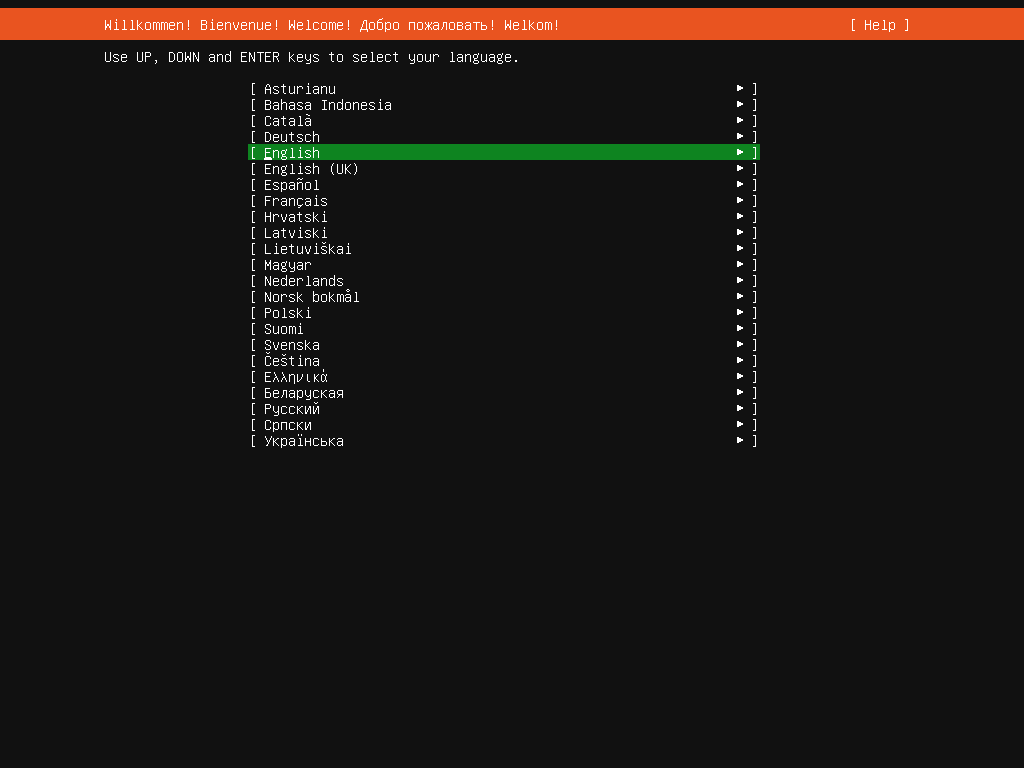 Willkommen! Bienvenue! Welcome! Добро пожаловать! Welkom! [ Help ]
Use UP, DOWN and ENTER keys to select your language.
[ Asturianu ► ]
[ Bahasa Indonesia ► ]
[ Català ► ]
[ Deutsch ► ]
[ English ► ]
[ English (UK) ► ]
[ Español ► ]
[ Français ► ]
[ Hrvatski ► ]
[ Latviski ► ]
[ Lietuviškai ► ]
[ Magyar ► ]
[ Nederlands ► ]
[ Norsk bokmål ► ]
[ Polski ► ]
[ Suomi ► ]
[ Svenska ► ]
[ Čeština ► ]
[ Ελληνικά ► ]
[ Беларуская ► ]
[ Русский ► ]
[ Српски ► ]
[ Українська ► ]